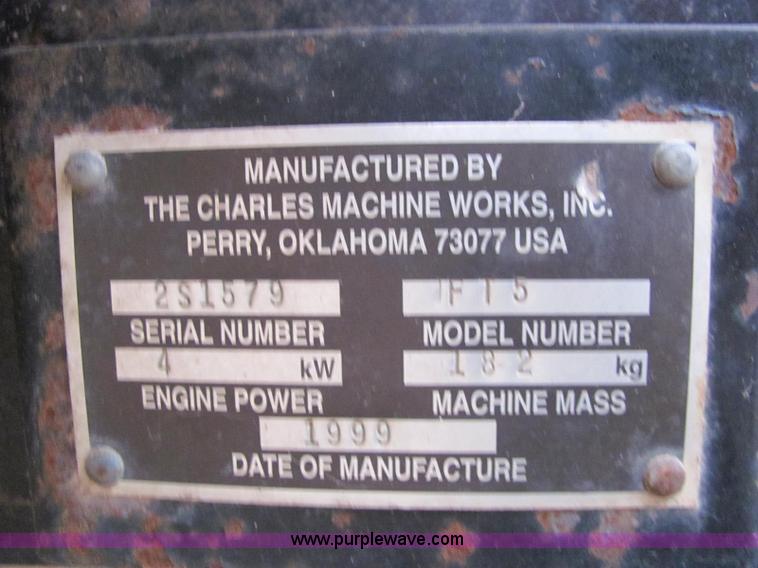 MANUFACTURED BY
THE CHARLES MACHINE WORKS, INC.
PERRY, OKLAHOMA 73077 USA
2S1579 JFT5
SERIAL NUMBER MODEL NUMBER
4 kW 182 kg
ENGINE POWER MACHINE MASS
1999
DATE OF MANUFACTURE
www.purplewave.com